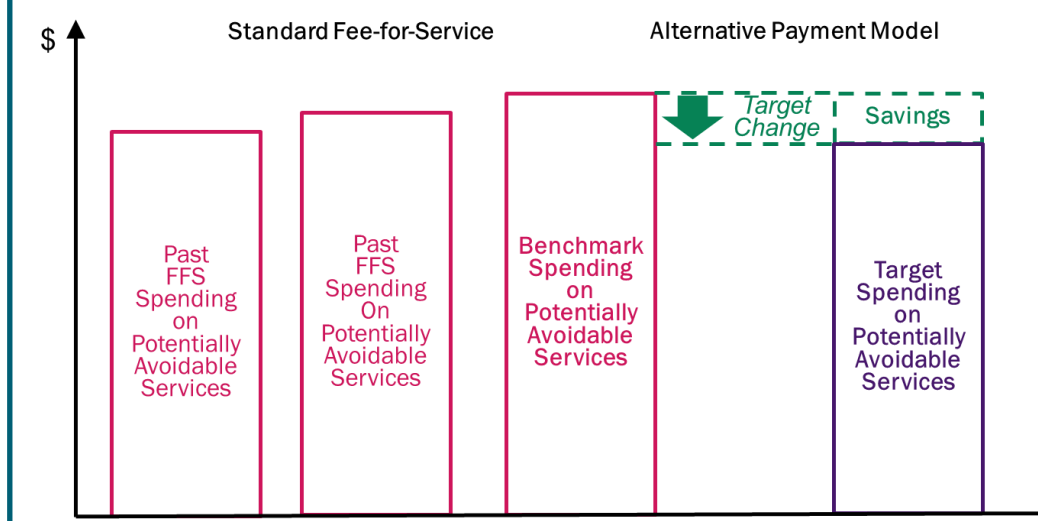 $
Standard Fee-for-Service
Alternative Payment Model
Past
FFS
Spending
on
Potentially
Avoidable
Services
Past
FFS
Spending
On
Potentially
Avoidable
Services
Benchmark
Spending
on
Potentially
Avoidable
Services
Target
Change
Savings
Target
Spending
on
Potentially
Avoidable
Services